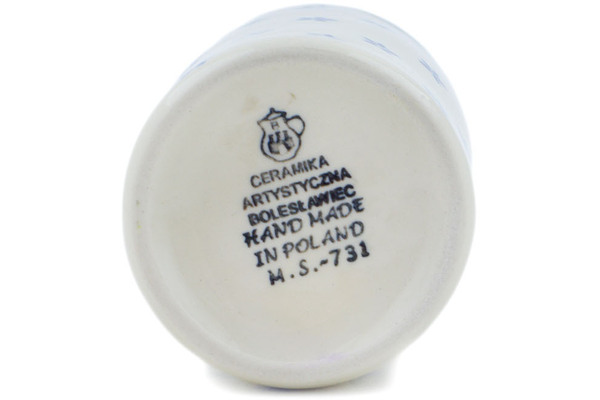 B
CERAMIKA
ARTYSTYCZNA
BOLESŁAWIEC
HAND MADE
IN POLAND
M.S.-731